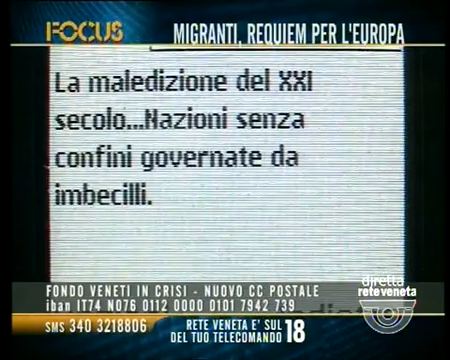 FOCUS
MIGRANTI, REQUIEM PER L'EUROPA
La maledizione del XXI
secolo...Nazioni senza
confini governate da
imbecilli.
FONDO VENETI IN CRISI - NUOVO CC POSTALE
iban IT74 N076 0112 0000 0101 7942 739
diretta
reteveneta
SMS 340 3218806
RETE VENETA E' SUL
DEL TUO TELECOMANDO 18